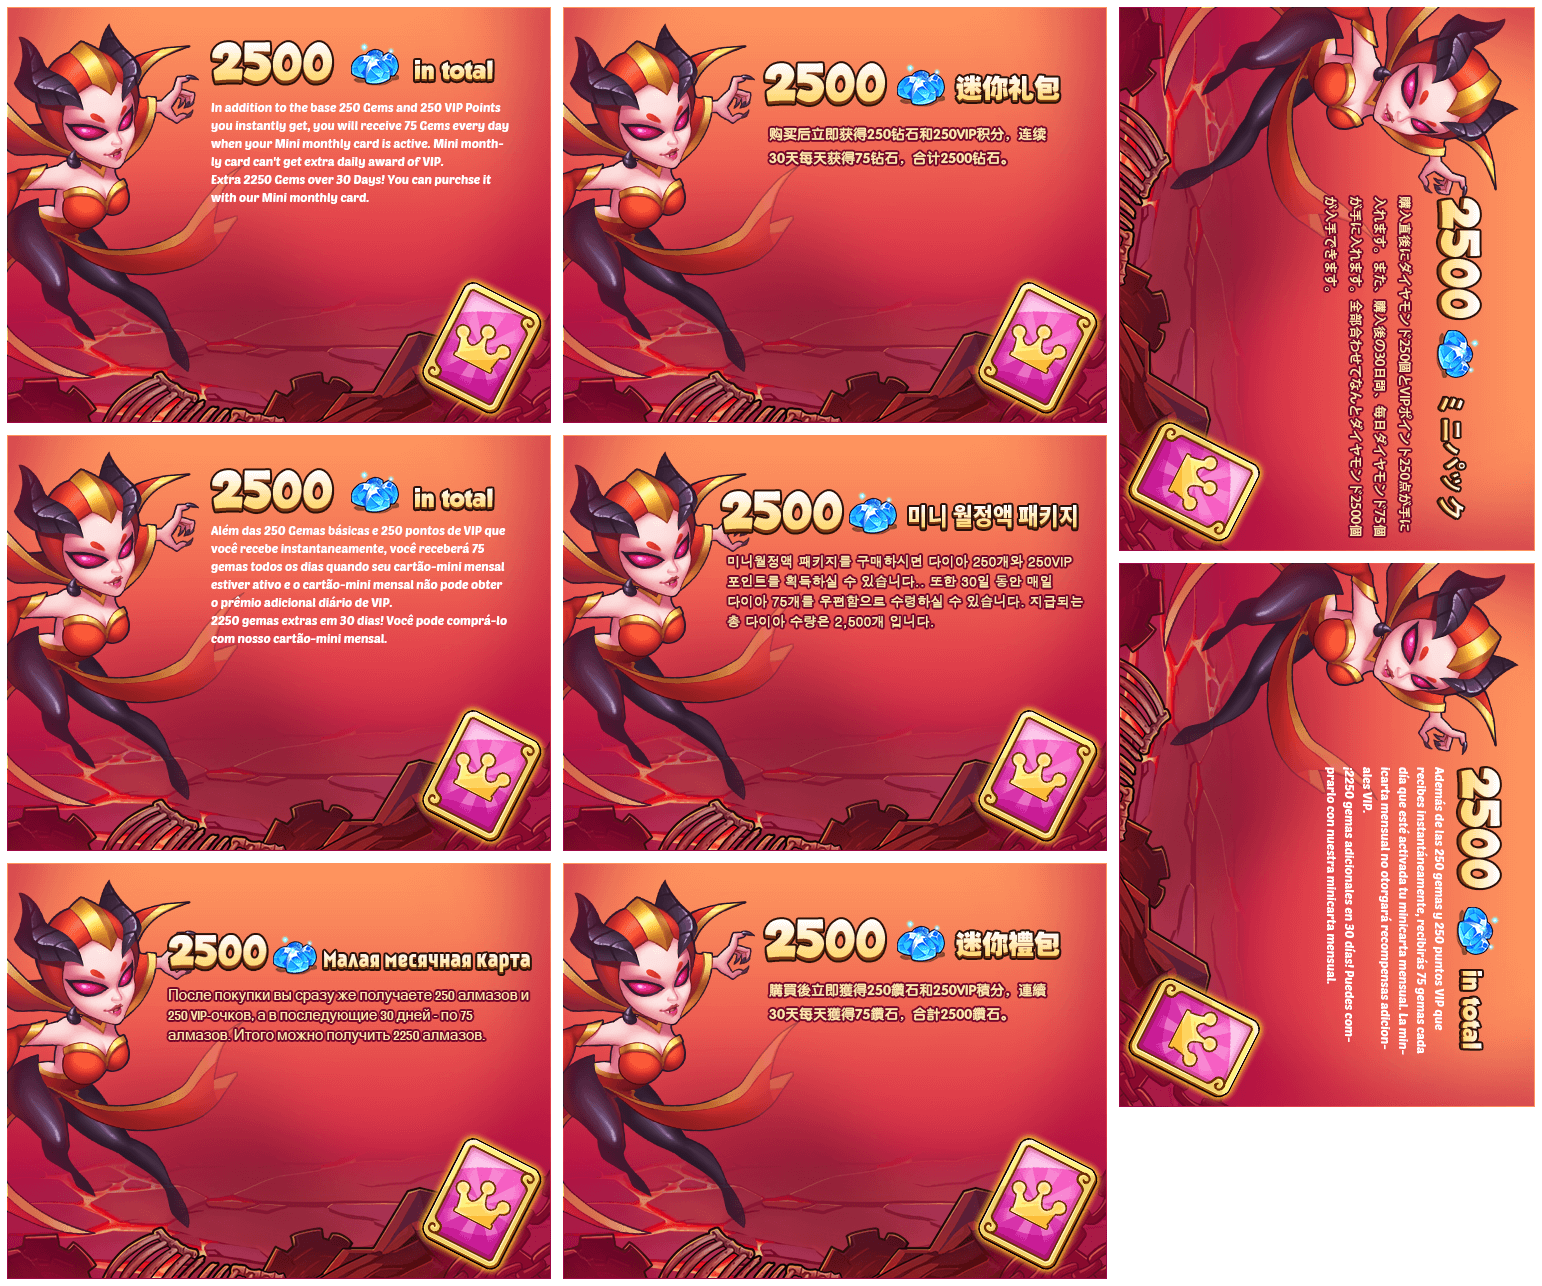 2500 in total
In addition to the base 250 Gems and 250 VIP Points
you instantly get, you will receive 75 Gems every day
when your Mini monthly card is active. Mini month-
ly card can't get extra daily award of VIP.
Extra 2250 Gems over 30 Days! You can purchse it
with our Mini monthly card.
2500 迷你礼包
购买后立即获得250钻石和250VIP积分，连续
30天每天获得75钻石，合计2500钻石。
2500 ミニパック
購入直後にダイヤモンド250個とVIPポイント250点が手に
入れます。また、購入後の30日間、毎日ダイヤモンド75個
が手に入れます。全部合わせてなんとダイヤモンド2500個
が入手できます。
2500 in total
Além das 250 Gemas básicas e 250 pontos de VIP que
você recebe instantaneamente, você receberá 75
gemas todos os dias quando seu cartão-mini mensal
estiver ativo e o cartão-mini mensal não pode obter
o prêmio adicional diário de VIP.
2250 gemas extras em 30 dias! Você pode comprá-lo
com nosso cartão-mini mensal.
2500 미니 월정액 패키지
미니월정액 패키지를 구매하시면 다이아 250개와 250VIP
포인트를 획득하실 수 있습니다.. 또한 30일 동안 매일
다이아 75개를 우편함으로 수령하실 수 있습니다. 지급되는
총 다이아 수량은 2,500개 입니다.
2500 in total
Además de las 250 gemas y 250 puntos VIP que
recibes instantáneamente, recibirás 75 gemas cada
día que esté activada tu minicarta mensual. La min-
icarta mensual no otorgará recompensas adicion-
ales VIP.
¡2250 gemas adicionales en 30 días! Puedes com-
prarlo con nuestra minicarta mensual.
2500 Малая месячная карта
После покупки вы сразу же получаете 250 алмазов и
250 VIP-очков, а в последующие 30 дней - по 75
алмазов. Итого можно получить 2250 алмазов.
2500 迷你禮包
購買後立即獲得250鑽石和250VIP積分，連續
30天每天獲得75鑽石，合計2500鑽石。